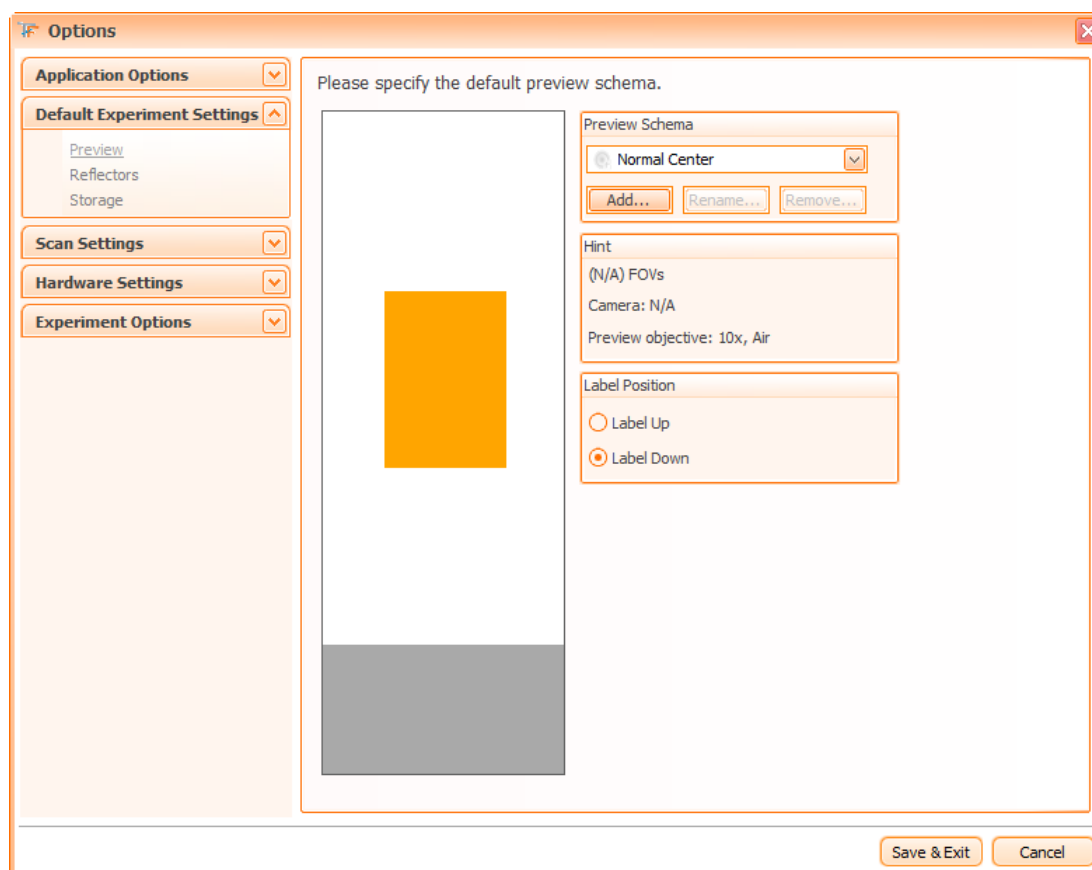 Options
Application Options
Default Experiment Settings
Preview
Reflectors
Storage
Scan Settings
Hardware Settings
Experiment Options
Please specify the default preview schema.
Preview Schema
Normal Center
Add... Rename... Remove...
Hint
(N/A) FOVs
Camera: N/A
Preview objective: 10x, Air
Label Position
Label Up
Label Down
Save & Exit Cancel